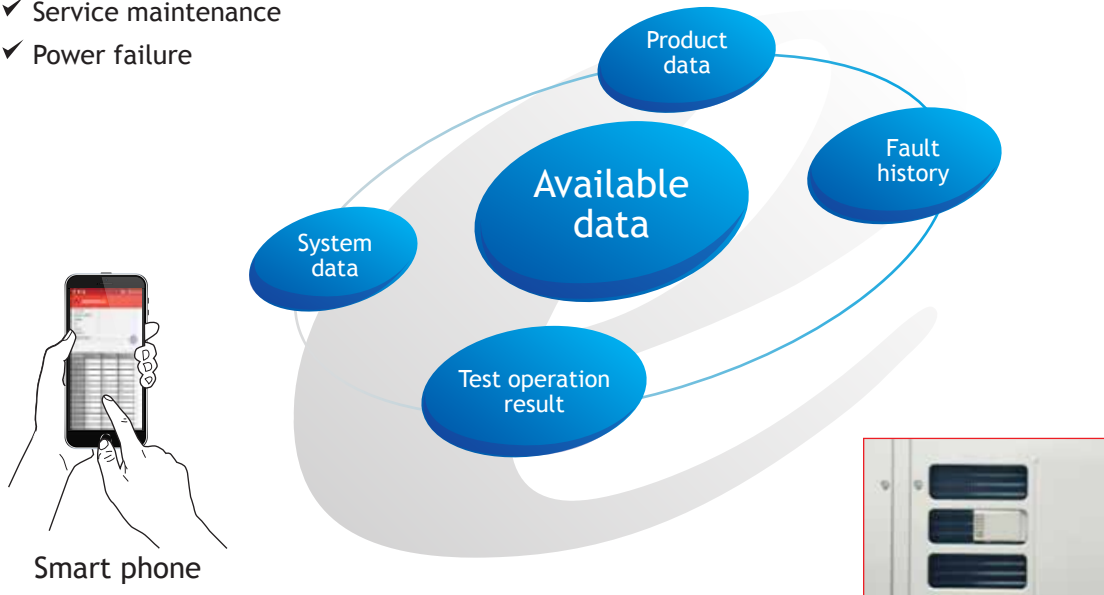 ✓ Service maintenance
✓ Power failure
Product
data
Fault
history
Available
data
System
data
Test operation
result
Smart phone